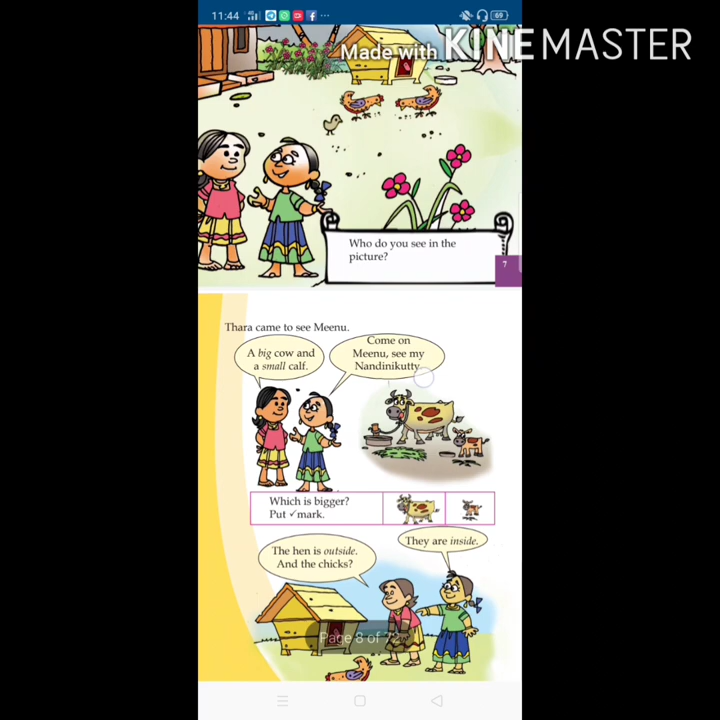 11:44
69
Made with KINEMASTER
Who do you see in the
picture?
7
Thara came to see Meenu.
A big cow and
a small calf.
Come on
Meenu, see my
Nandinikutty.
Which is bigger?
Put ✓mark.
The hen is outside.
And the chicks?
They are inside.
Page 8 of 72